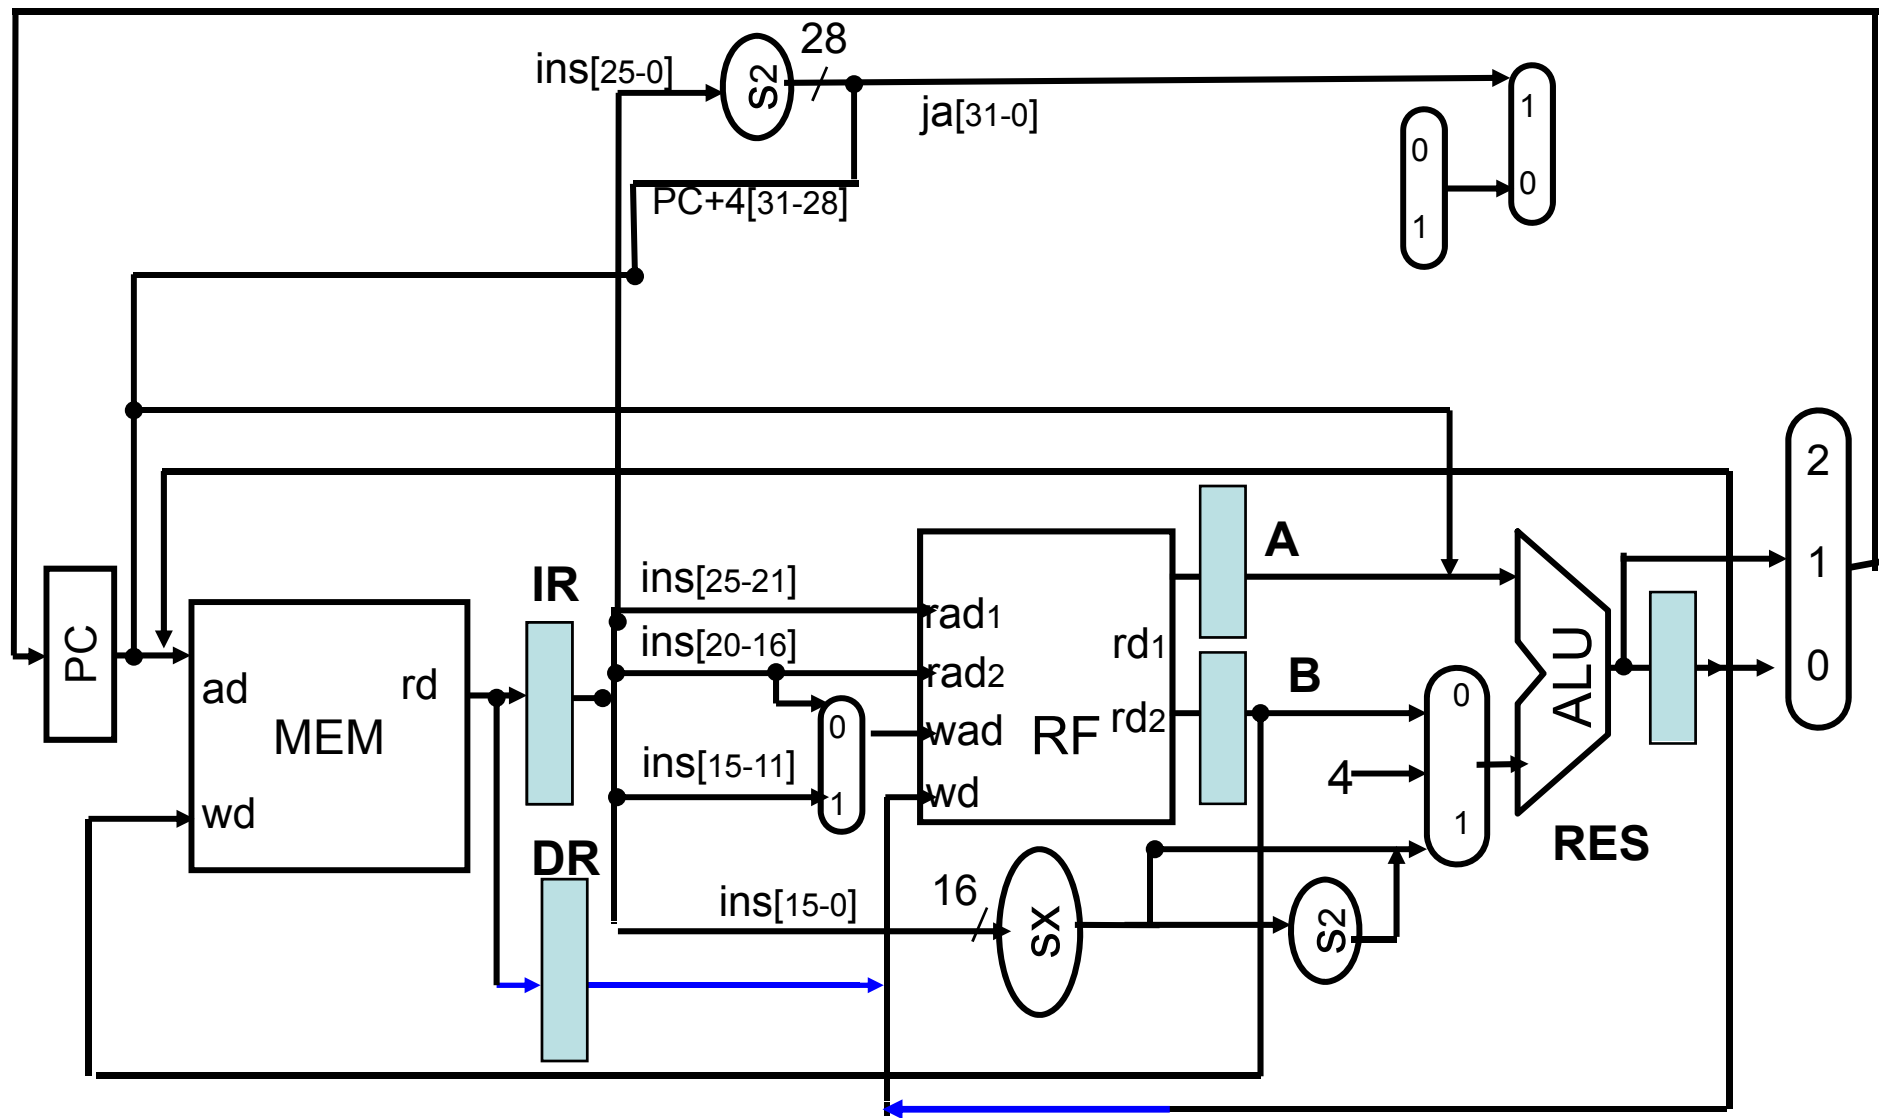 28
ins[25-0]
s2
ja[31-0]
1
0
0
1
PC+4[31-28]
2
1
0
A
IR
ins[25-21]
rad1
ins[20-16]
rad2
rd1
PC
ad
rd
MEM
B
rd2
RF
wad
0
1
ins[15-11]
wd
wd
0
4
1
ALU
RES
DR
16
ins[15-0]
sx
s2